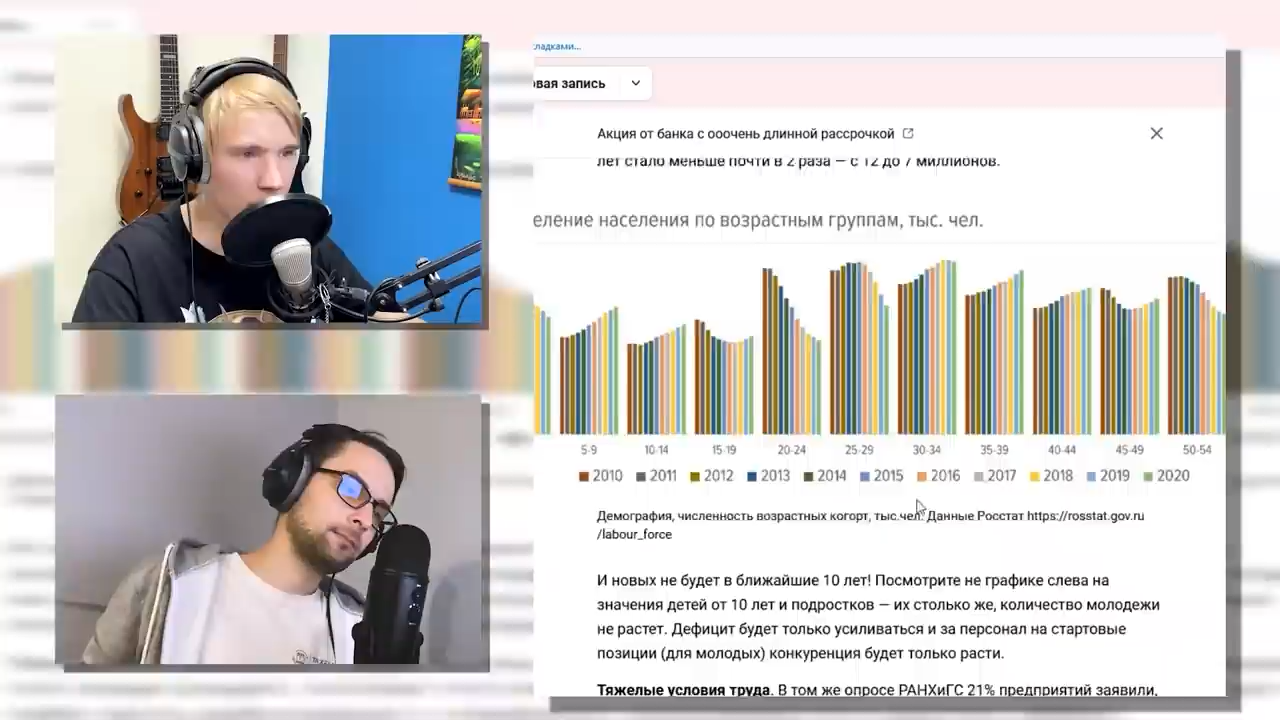 кладками...
овая запись
Акция от банка с ооочень длинной рассрочкой
лет стало меньше почти в 2 раза — с 12 до 7 миллионов.
еление населения по возрастным группам, тыс. чел.
5-9 10-14 15-19 20-24 25-29 30-34 35-39 40-44 45-49 50-54
2010 2011 2012 2013 2014 2015 2016 2017 2018 2019 2020
Демография, численность возрастных когорт, тыс.чел. Данные Росстат https://rosstat.gov.ru
/labour_force
И новых не будет в ближайшие 10 лет! Посмотрите не графике слева на
значения детей от 10 лет и подростков — их столько же, количество молодежи
не растет. Дефицит будет только усиливаться и за персонал на стартовые
позиции (для молодых) конкуренция будет только расти.
Тяжелые условия труда. В том же опросе РАНХиГС 21% предприятий заявили,